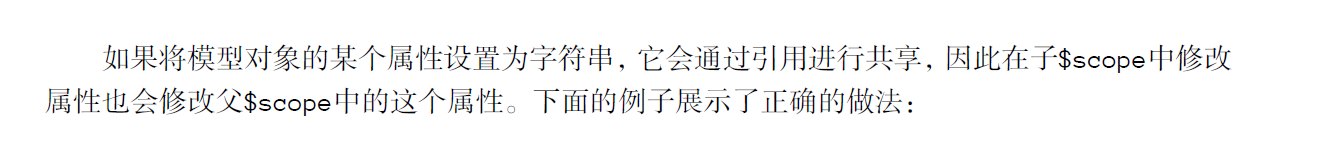 如果将模型对象的某个属性设置为字符串，它会通过引用进行共享，因此在子$scope中修改
属性也会修改父$scope中的这个属性。下面的例子展示了正确的做法：